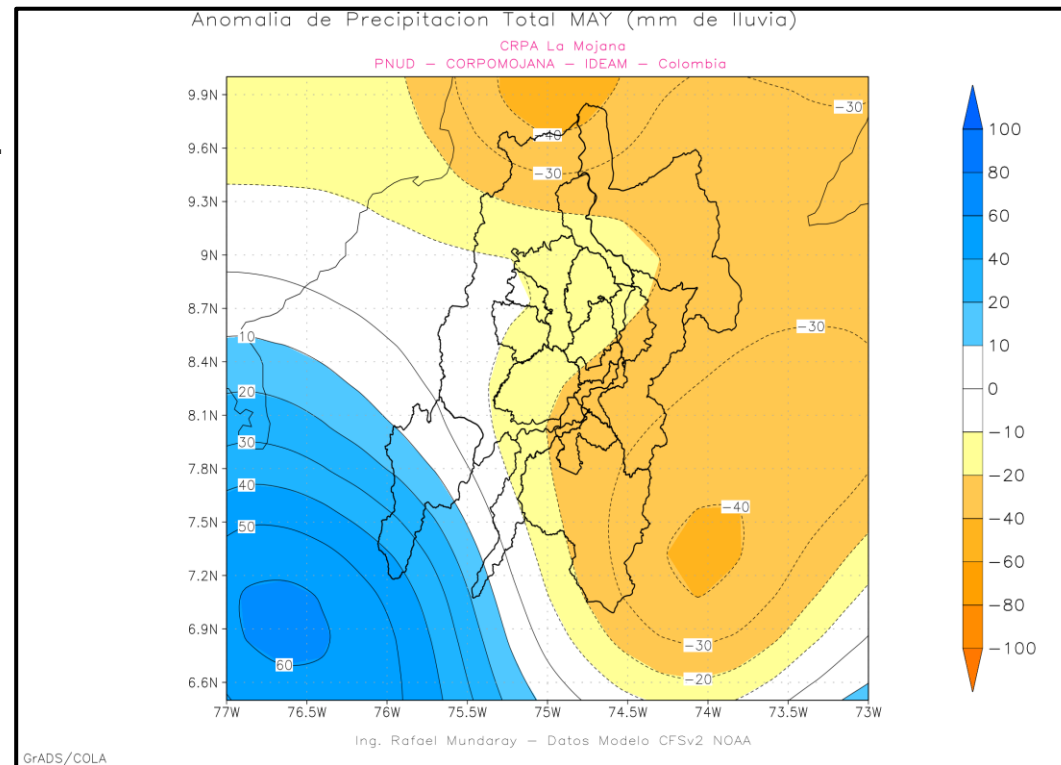 Anomalia de Precipitacion Total MAY (mm de lluvia)
CRPA La Mojana
PNUD – CORPOMOJANA – IDEAM – Colombia
9.9N
9.6N
9.3N
9N
8.7N
8.4N
8.1N
7.8N
7.5N
7.2N
6.9N
6.6N
-30
-40
-30
10
20
30
40
50
60
-30
-40
-30
-20
77W 76.5W 76W 75.5W 75W 74.5W 74W 73.5W 73W
100
80
60
40
20
10
0
-10
-20
-40
-60
-80
-100
Ing. Rafael Mundaray – Datos Modelo CFSv2 NOAA
GrADS/COLA